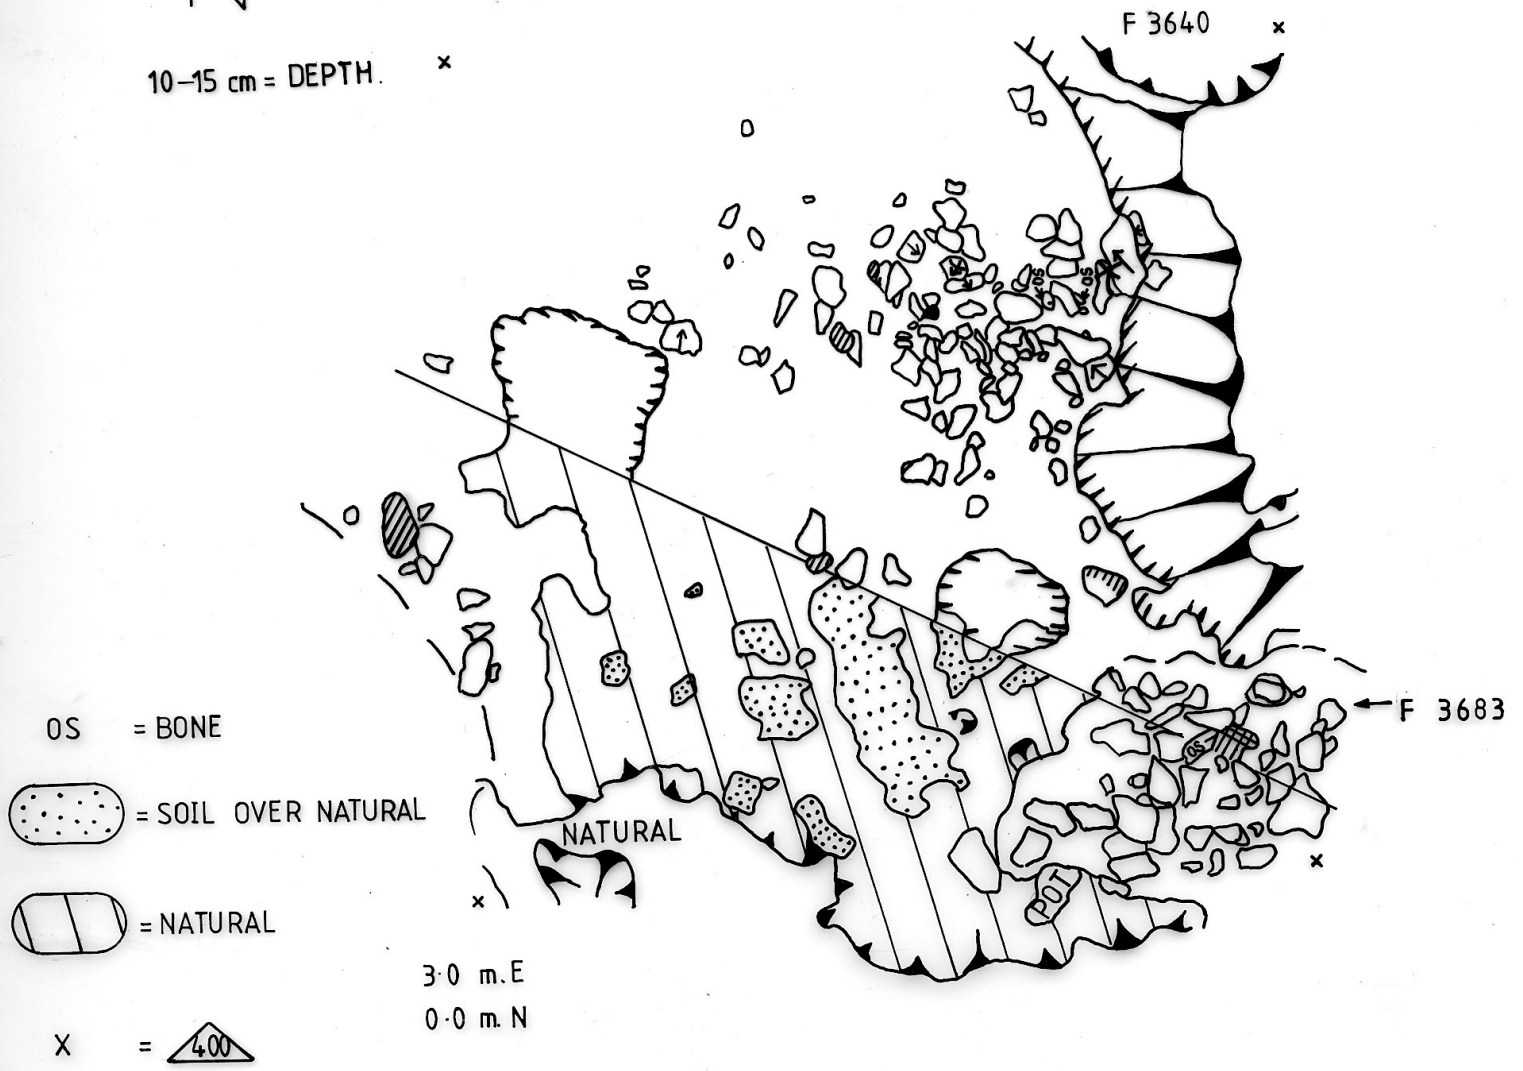 F 3640 x
10-15 cm = DEPTH. x
OS
OS
OS = BONE
F 3683
OS
= SOIL OVER NATURAL
NATURAL
x
POT
x
= NATURAL
3·0 m.E
0·0 m.N
X = 400